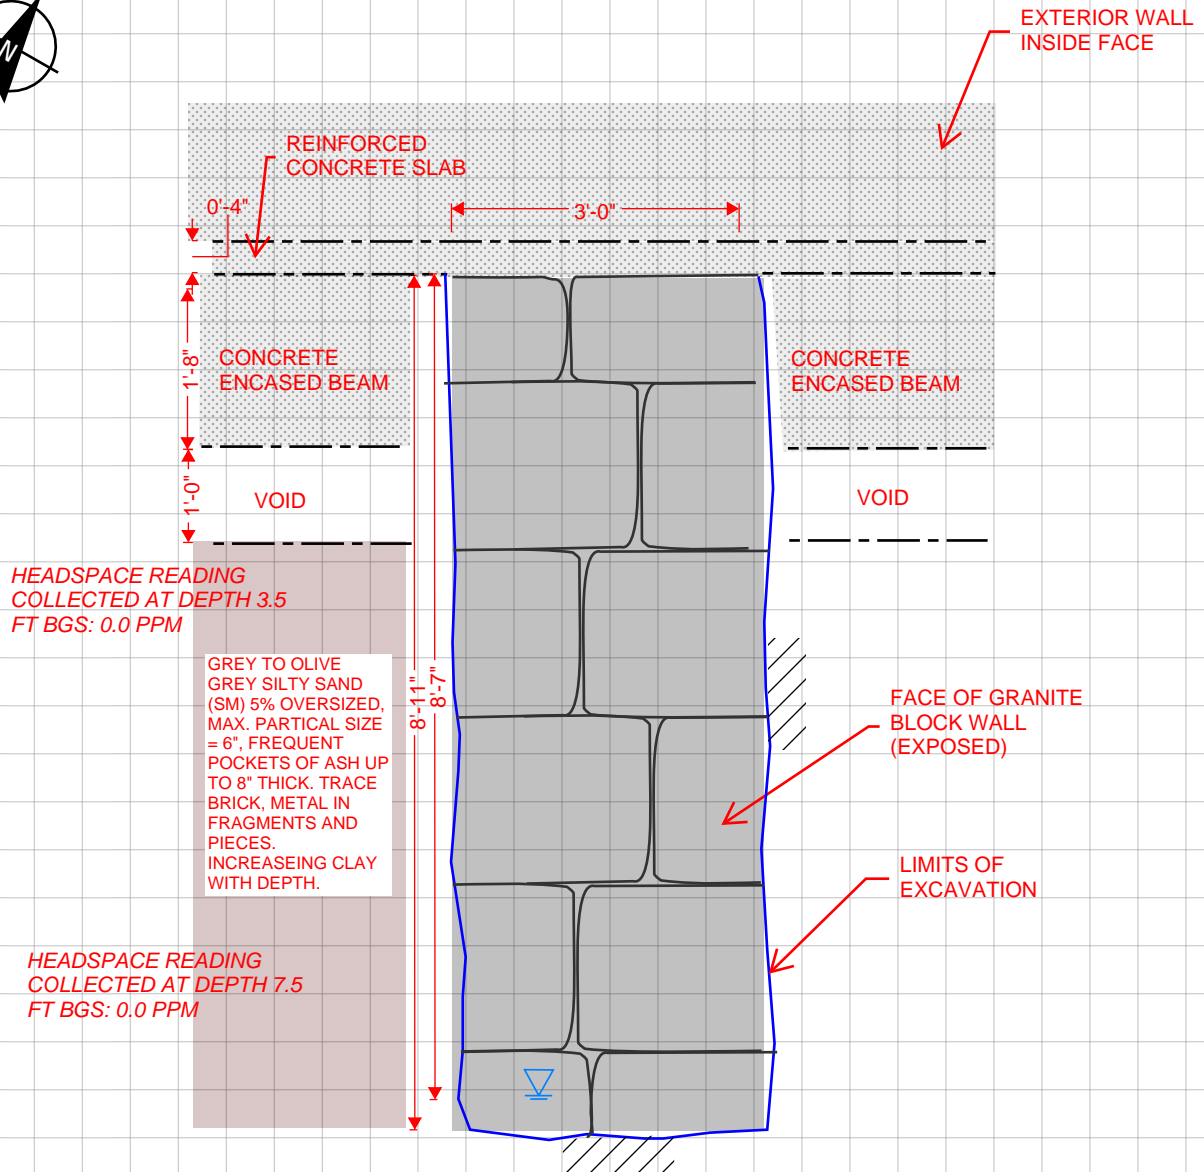 N
EXTERIOR WALL
INSIDE FACE
REINFORCED
CONCRETE SLAB
0'-4"
3'-0"
1'-8"
CONCRETE
ENCASED BEAM
CONCRETE
ENCASED BEAM
1'-0"
VOID
VOID
HEADSPACE READING
COLLECTED AT DEPTH 3.5
FT BGS: 0.0 PPM
GREY TO OLIVE
GREY SILTY SAND
(SM) 5% OVERSIZED,
MAX. PARTICAL SIZE
= 6", FREQUENT
POCKETS OF ASH UP
TO 8" THICK. TRACE
BRICK, METAL IN
FRAGMENTS AND
PIECES.
INCREASEING CLAY
WITH DEPTH.
8'-11"
8'-7"
FACE OF GRANITE
BLOCK WALL
(EXPOSED)
LIMITS OF
EXCAVATION
HEADSPACE READING
COLLECTED AT DEPTH 7.5
FT BGS: 0.0 PPM